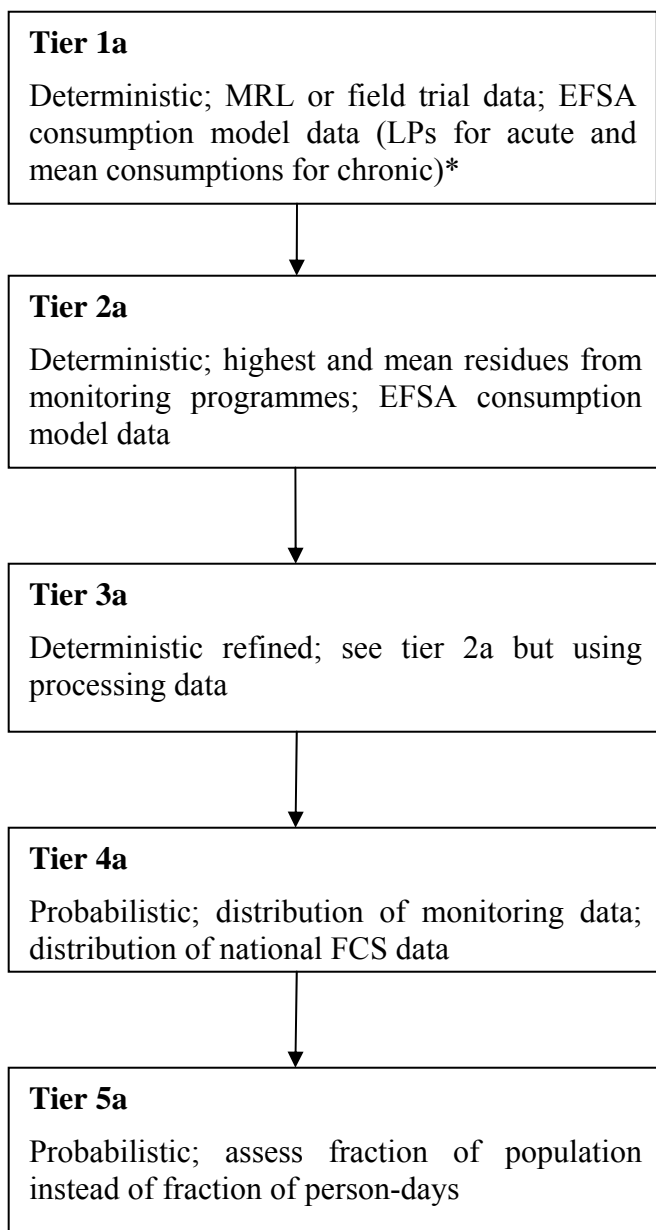 Tier 1a
Deterministic; MRL or field trial data; EFSA
consumption model data (LPs for acute and
mean consumptions for chronic)*
Tier 2a
Deterministic; highest and mean residues from
monitoring programmes; EFSA consumption
model data
Tier 3a
Deterministic refined; see tier 2a but using
processing data
Tier 4a
Probabilistic; distribution of monitoring data;
distribution of national FCS data
Tier 5a
Probabilistic; assess fraction of population
instead of fraction of person-days